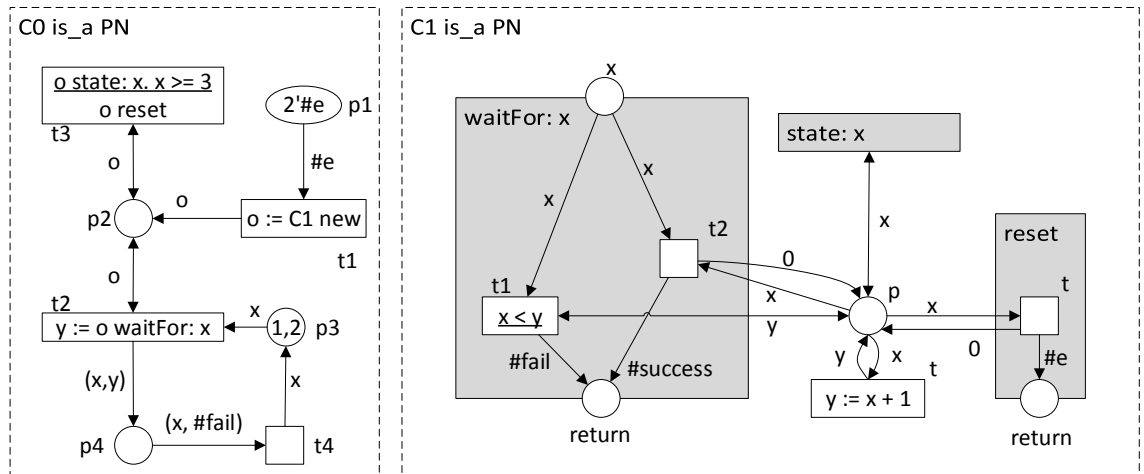 C0 is_a PN
o state: x. x >= 3
o reset
t3
2'#e
p1
o
#e
p2
o
o := C1 new
t1
o
t2
y := o waitFor: x
x
1,2
p3
(x,y)
x
p4
(x, #fail)
t4
C1 is_a PN
x
waitFor: x
x
x
t2
t1
x < y
#fail
#success
return
state: x
x
0
x
y
p
y
x
t
y := x + 1
reset
x
t
0
#e
return